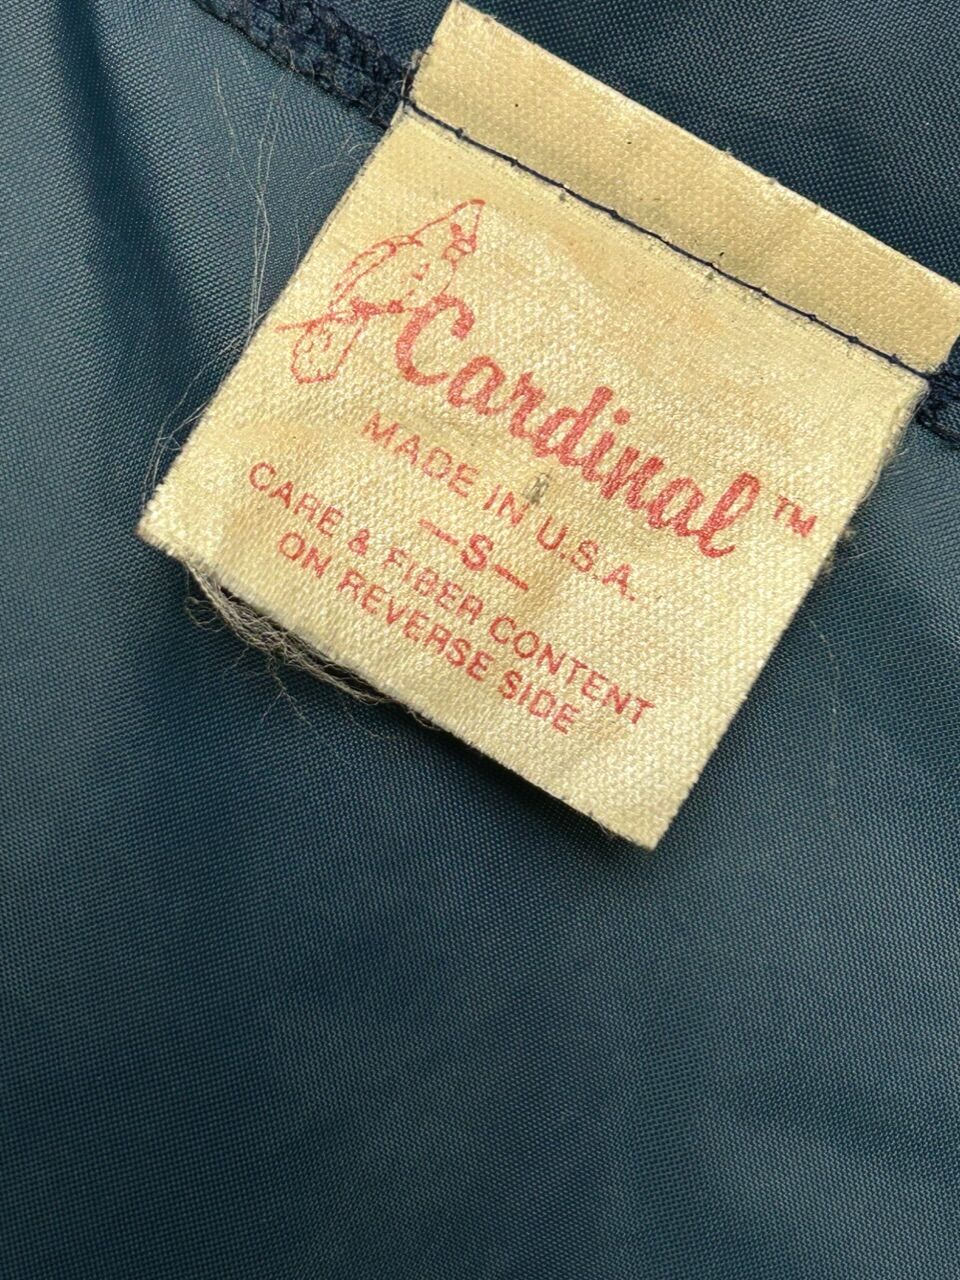 Cardinal™
MADE IN U.S.A.
—S—
CARE & FIBER CONTENT
ON REVERSE SIDE